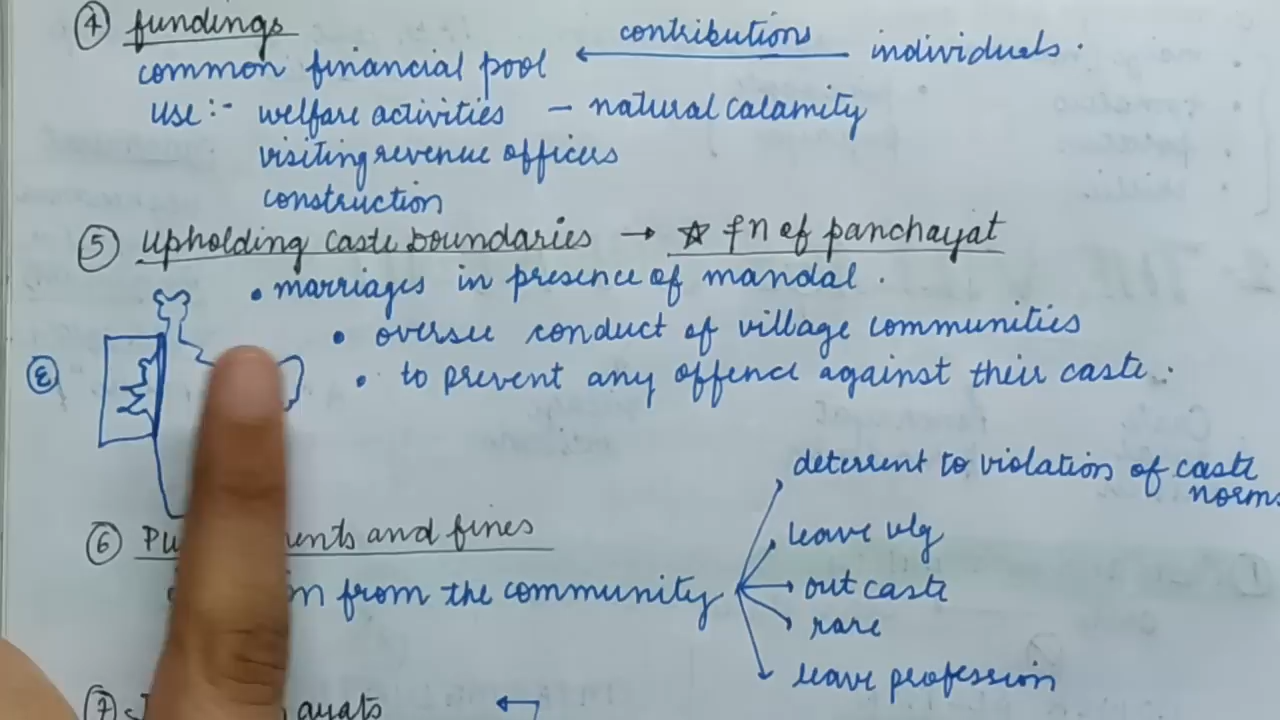 ④ fundings
common financial pool ← contributions individuals.
use :- welfare activities - natural calamity
visiting revenue officers
construction
⑤ upholding caste boundaries → ☆ fn of panchayat
• marriages in presence of mandal.
• oversee conduct of village communities
• to prevent any offence against their caste.
⑥ and fines
from the community
deterrent to violation of caste norms
leave vlg
out caste
rare
leave profession
⑦